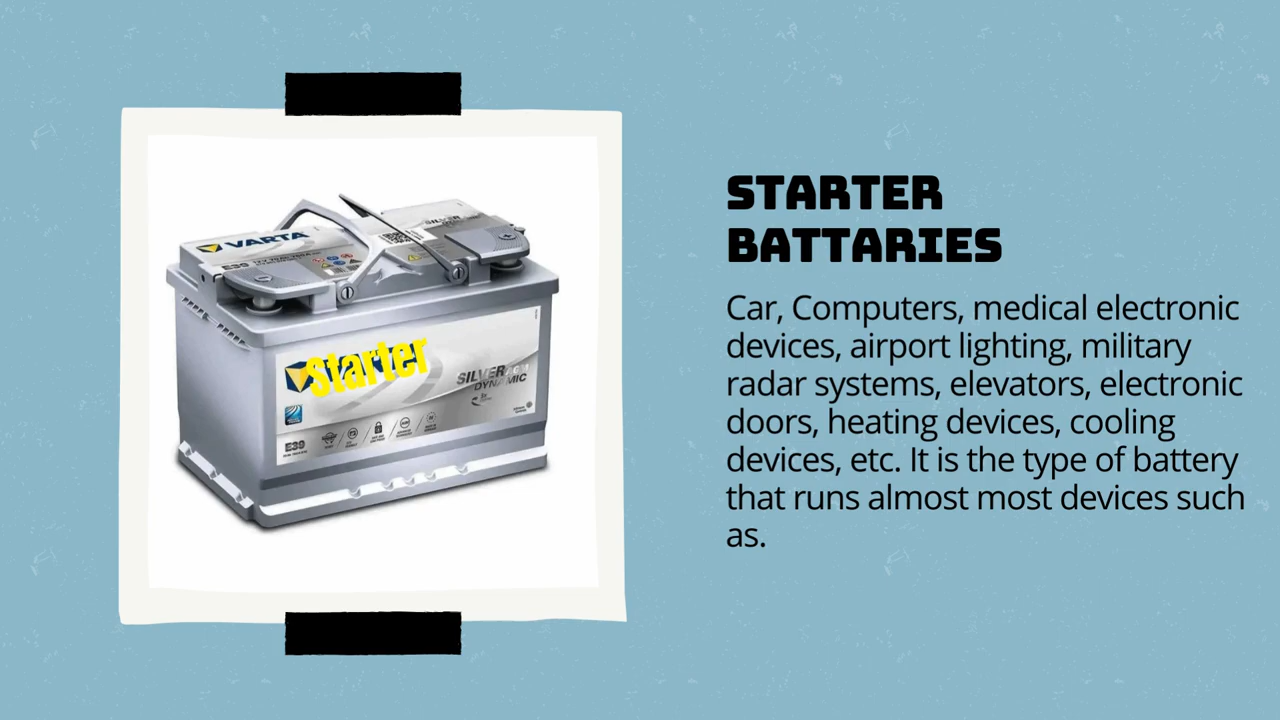 VARTA
E39
SILVER
Starter
SILVER
DYNAMIC
E39
STARTER
BATTARIES
Car, Computers, medical electronic
devices, airport lighting, military
radar systems, elevators, electronic
doors, heating devices, cooling
devices, etc. It is the type of battery
that runs almost most devices such
as.